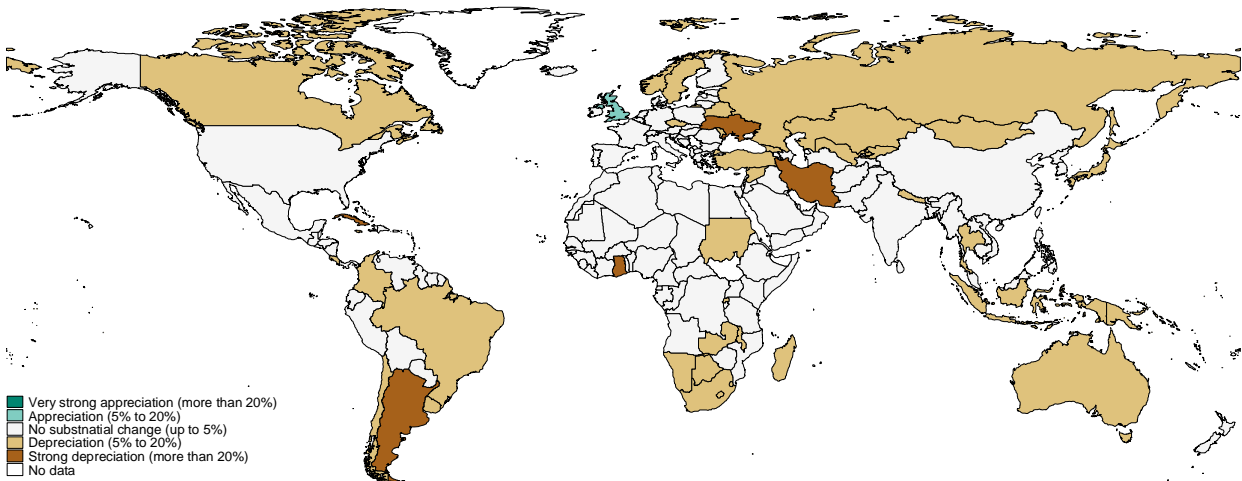 Very strong appreciation (more than 20%)
Appreciation (5% to 20%)
No substnatial change (up to 5%)
Depreciation (5% to 20%)
Strong depreciation (more than 20%)
No data